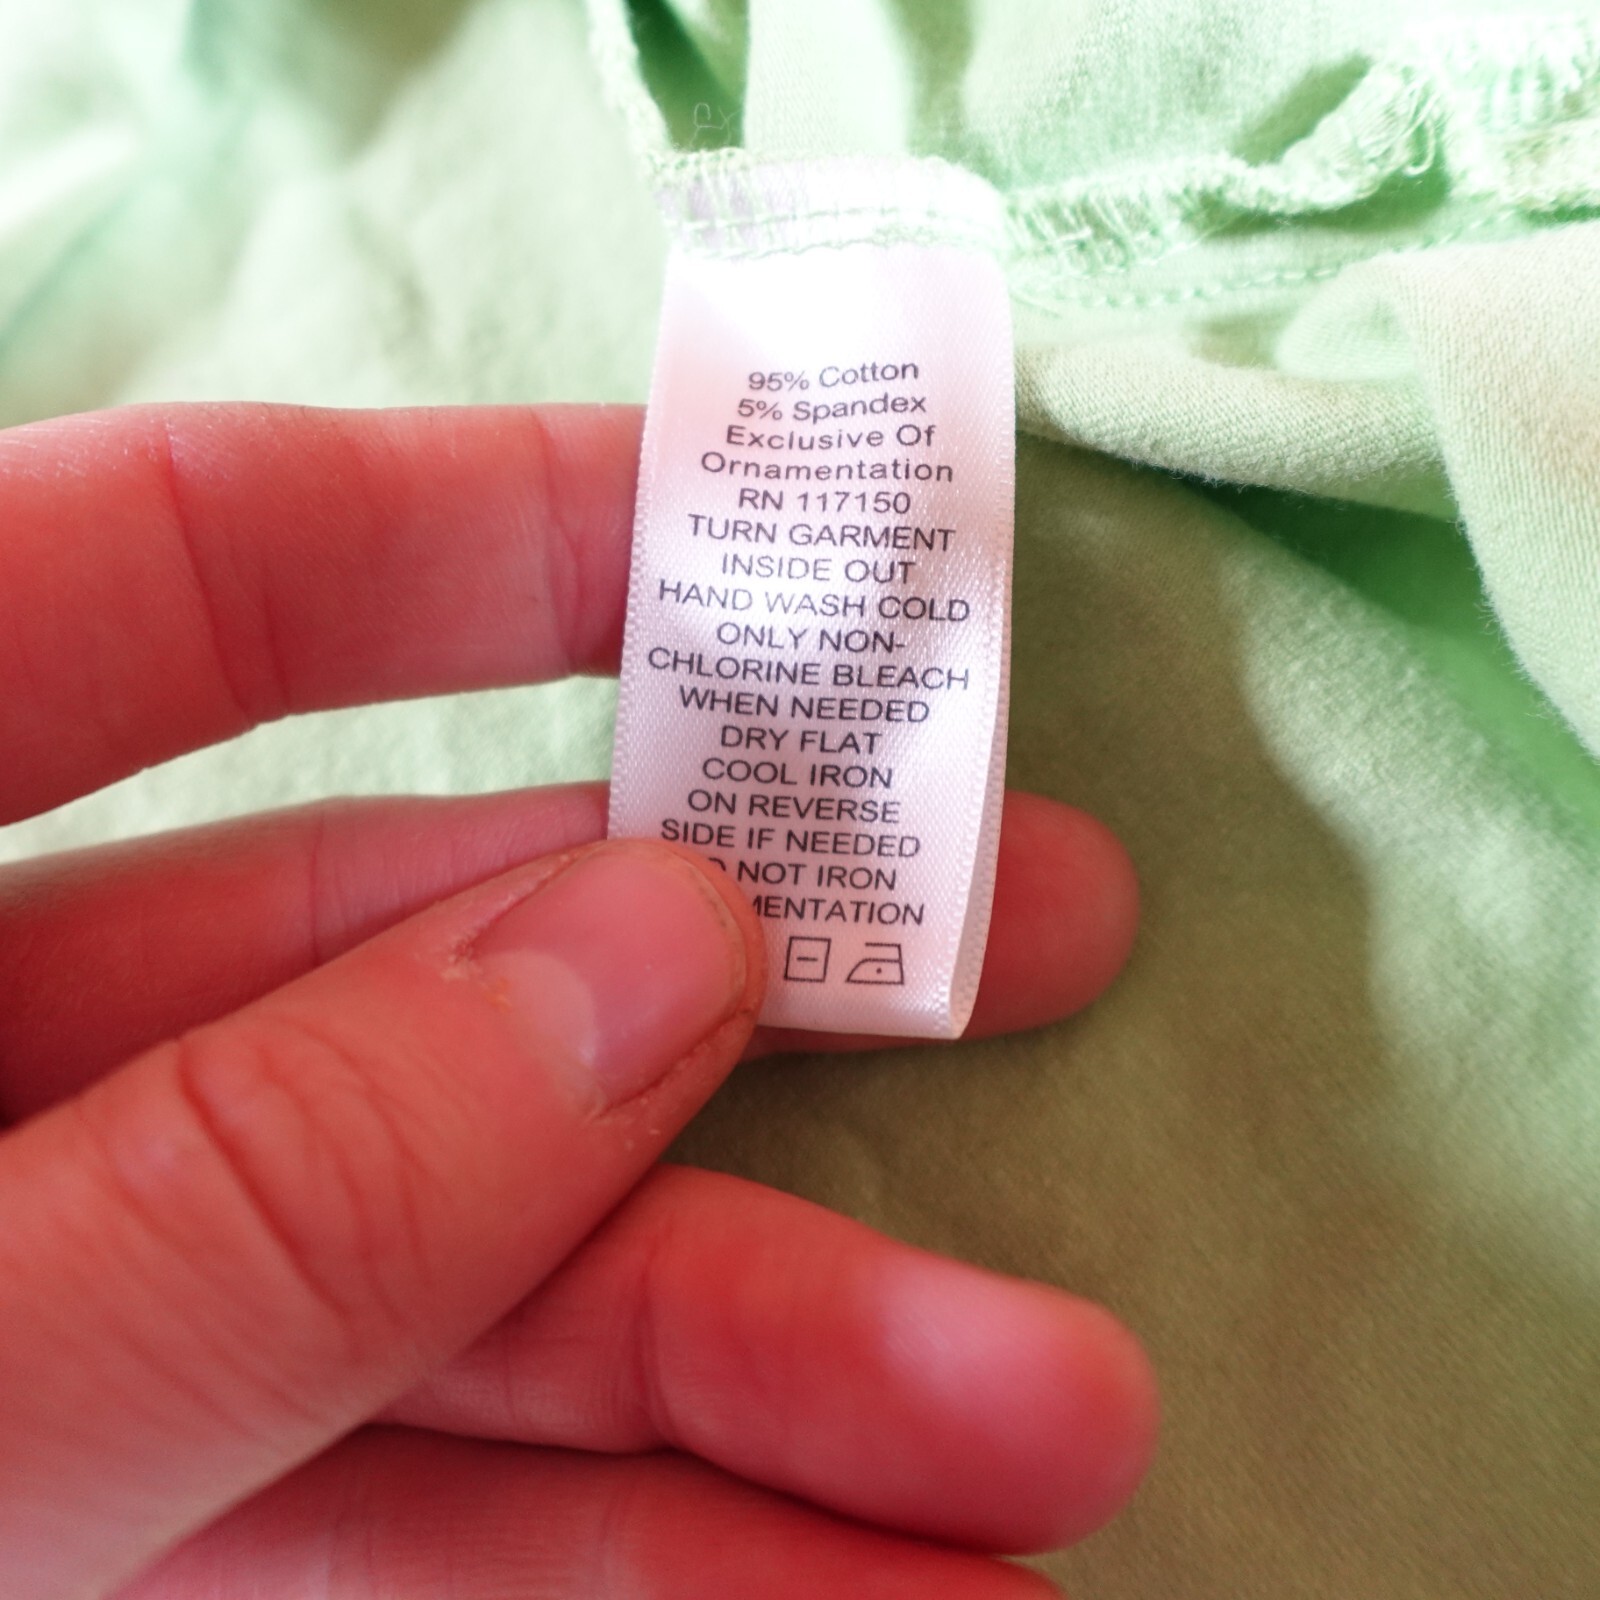 95% Cotton
5% Spandex
Exclusive Of
Ornamentation
RN 117150
TURN GARMENT
INSIDE OUT
HAND WASH COLD
ONLY NON-
CHLORINE BLEACH
WHEN NEEDED
DRY FLAT
COOL IRON
ON REVERSE
SIDE IF NEEDED
NOT IRON